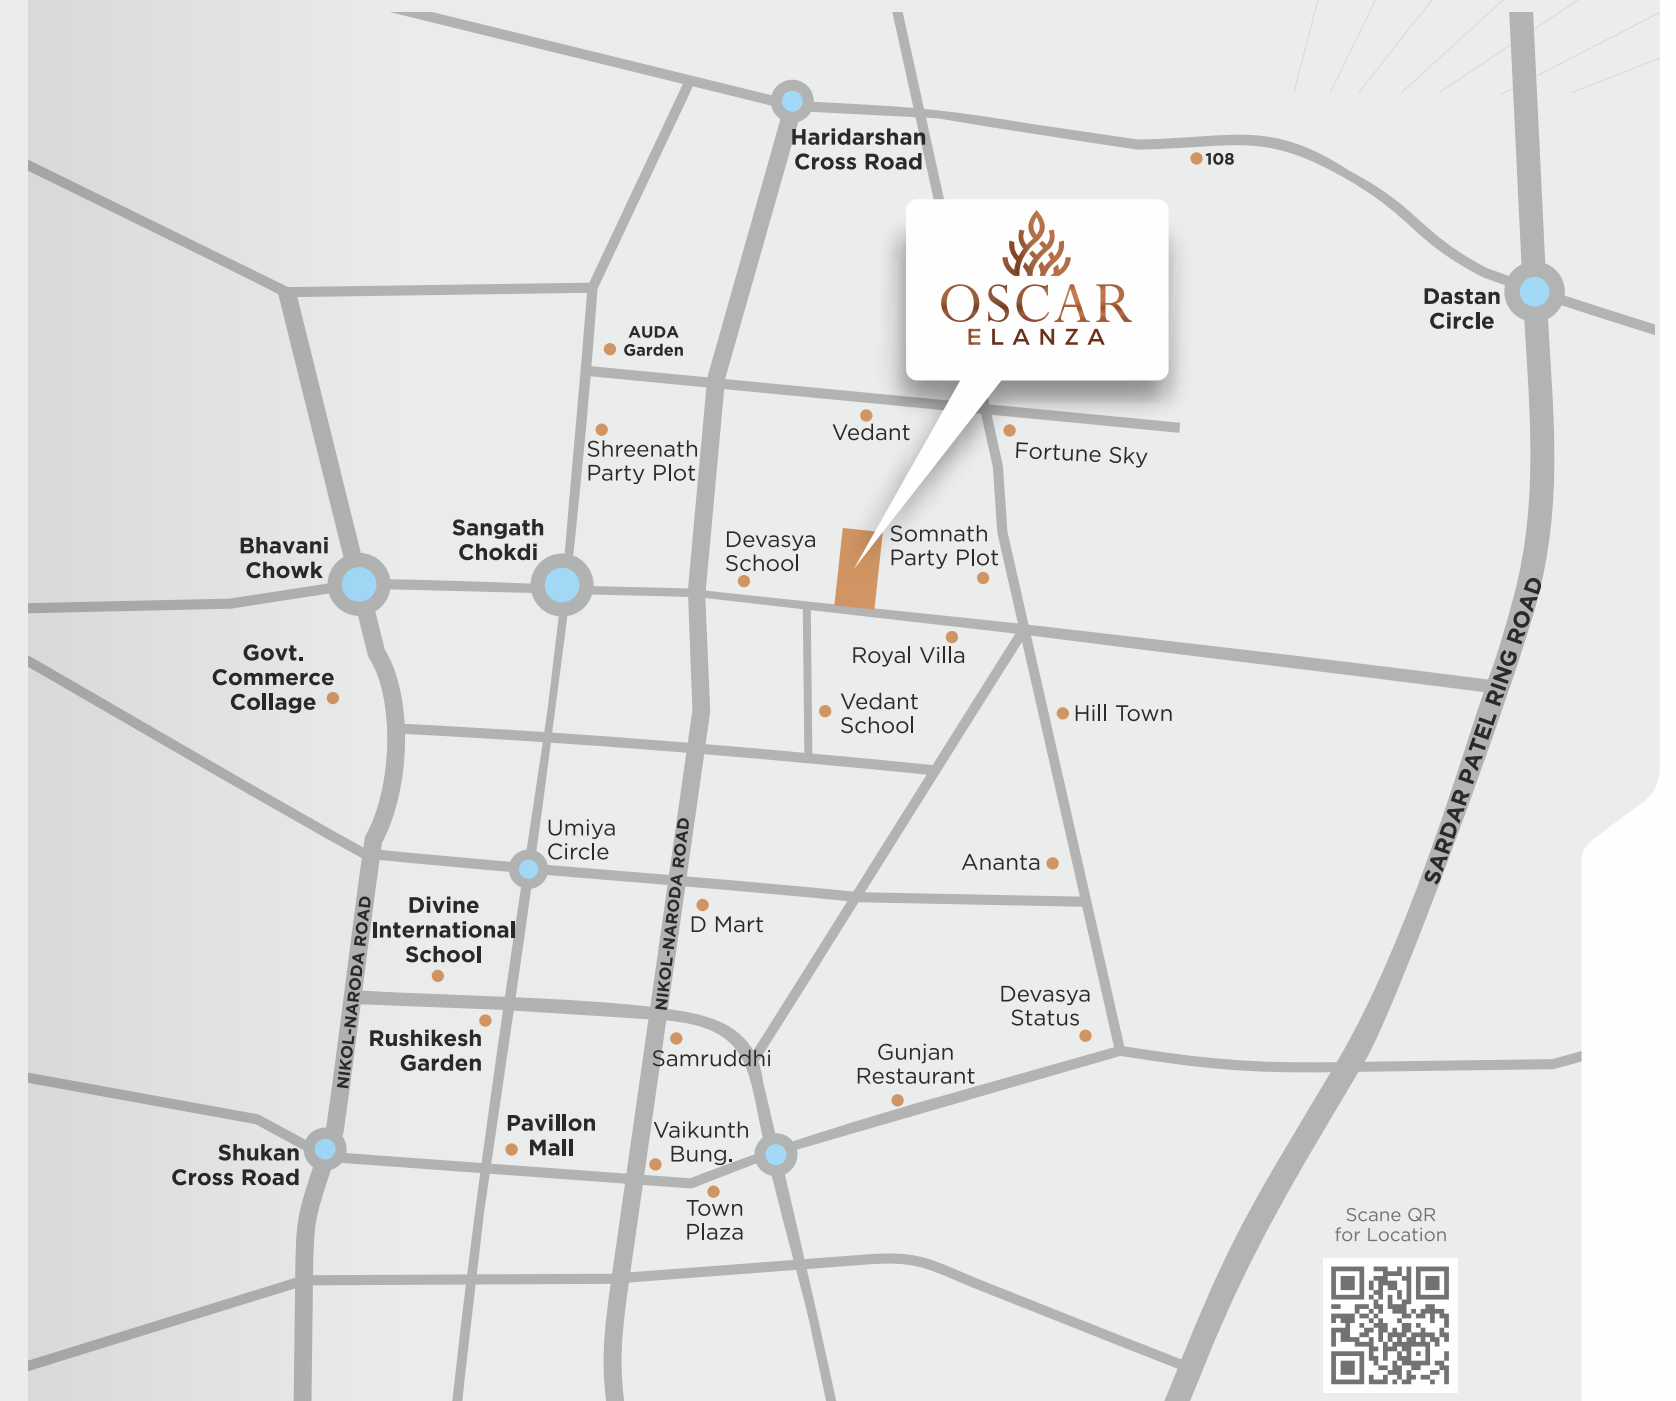 Haridarshan
Cross Road
108
OSCAR
ELANZA
Dastan
Circle
AUDA
Garden
Vedant
Fortune Sky
Shreenath
Party Plot
Sangath
Chokdi
Bhavani
Chowk
Devasya
School
Somnath
Party Plot
Royal Villa
Govt.
Commerce
Collage
Vedant
School
Hill Town
SARDAR PATEL RING ROAD
Umiya
Circle
NIKOL-NARODA ROAD
Ananta
Divine
International
School
D Mart
NIKOL-NARODA ROAD
Devasya
Status
Rushikesh
Garden
Samruddhi
Gunjan
Restaurant
Pavillon
Mall
Vaikunth
Bung.
Shukan
Cross Road
Town
Plaza
Scane QR
for Location